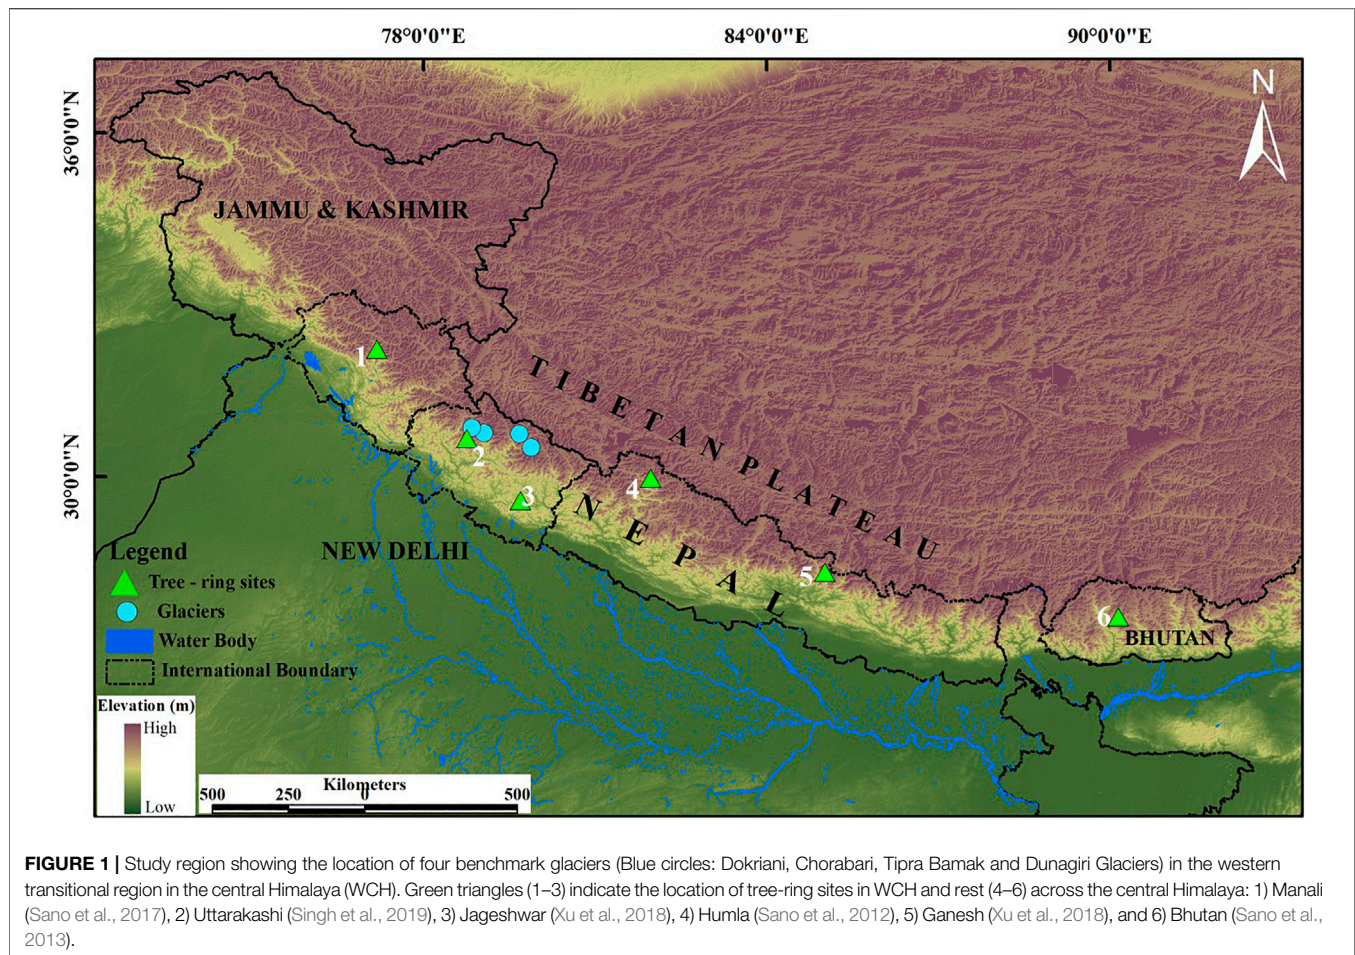 78°0'0"E
84°0'0"E
90°0'0"E
36°0'0"N
30°0'0"N
N
JAMMU & KASHMIR
1
TIBETAN PLATEAU
2
3
4
NEPAL
5
6
BHUTAN
NEW DELHI
Legend
Tree - ring sites
Glaciers
Water Body
International Boundary
Elevation (m)
High
Low
Kilometers
500 250 0 500
FIGURE 1 | Study region showing the location of four benchmark glaciers (Blue circles: Dokriani, Chorabari, Tipra Bamak and Dunagiri Glaciers) in the western
transitional region in the central Himalaya (WCH). Green triangles (1–3) indicate the location of tree-ring sites in WCH and rest (4–6) across the central Himalaya: 1) Manali
(Sano et al., 2017), 2) Uttarakashi (Singh et al., 2019), 3) Jageshwar (Xu et al., 2018), 4) Humla (Sano et al., 2012), 5) Ganesh (Xu et al., 2018), and 6) Bhutan (Sano et al.,
2013).